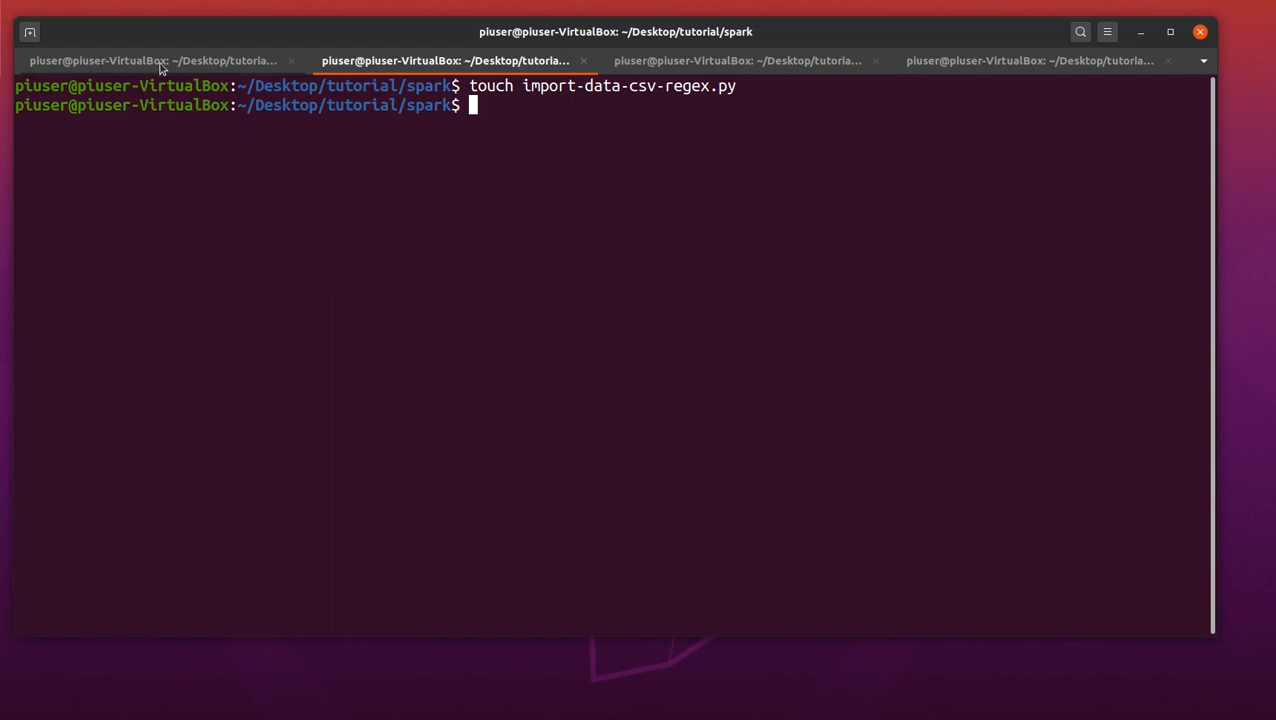 piuser@piuser-VirtualBox: ~/Desktop/tutorial/spark
piuser@piuser-VirtualBox: ~/Desktop/tutoria...
piuser@piuser-VirtualBox: ~/Desktop/tutoria...
piuser@piuser-VirtualBox: ~/Desktop/tutoria...
piuser@piuser-VirtualBox: ~/Desktop/tutoria...
piuser@piuser-VirtualBox:~/Desktop/tutorial/spark$ touch import-data-csv-regex.py
piuser@piuser-VirtualBox:~/Desktop/tutorial/spark$